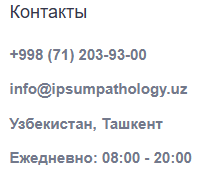 Контакты
+998 (71) 203-93-00
info@ipsumpathology.uz
Узбекистан, Ташкент
Ежедневно: 08:00 - 20:00